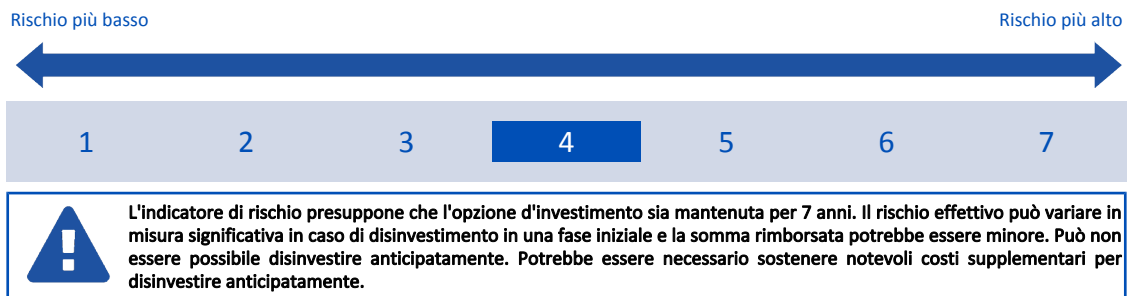 Rischio più basso Rischio più alto
1 2 3 4 5 6 7
L'indicatore di rischio presuppone che l'opzione d'investimento sia mantenuta per 7 anni. Il rischio effettivo può variare in
misura significativa in caso di disinvestimento in una fase iniziale e la somma rimborsata potrebbe essere minore. Può non
essere possibile disinvestire anticipatamente. Potrebbe essere necessario sostenere notevoli costi supplementari per
disinvestire anticipatamente.